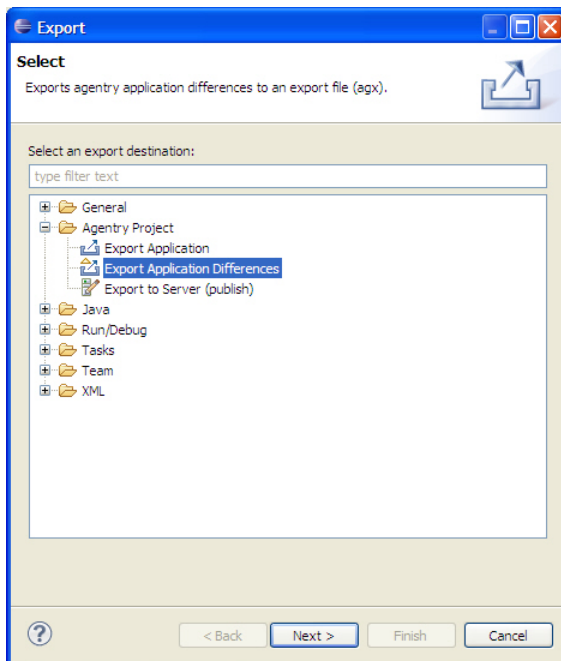 Export
Select
Exports agentry application differences to an export file (agx).
Select an export destination:
type filter text
General
Agentry Project
Export Application
Export Application Differences
Export to Server (publish)
Java
Run/Debug
Tasks
Team
XML
?
< Back
Next >
Finish
Cancel